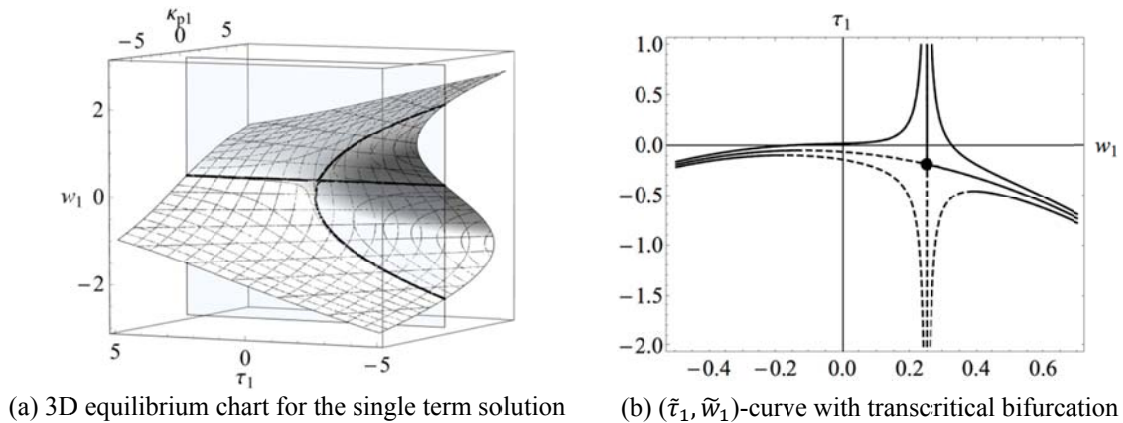 κp1
−5 0 5
2
w1 0
−2
5 0 −5
τ1
(a) 3D equilibrium chart for the single term solution
τ1
1.0
0.5
0.0 w1
−0.5
−1.0
−1.5
−2.0
−0.4 −0.2 0.0 0.2 0.4 0.6
(b) (τ̃1, w̃1)-curve with transcritical bifurcation